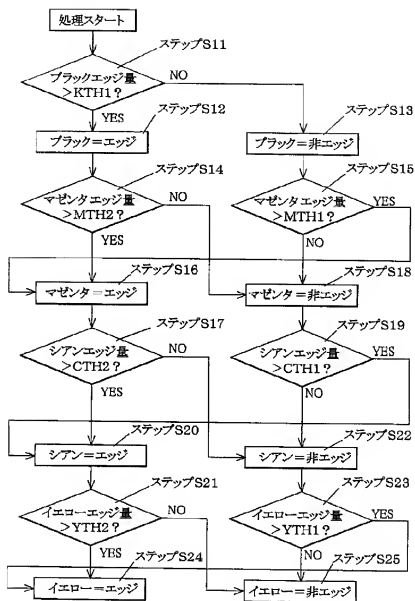 処理スタート
ステップS11
ブラックエッジ量
>KTH1?
NO
YES
ステップS12
ステップS13
ブラック=エッジ
ブラック=非エッジ
ステップS14
ステップS15
マゼンタエッジ量
>MTH2?
NO
YES
マゼンタエッジ量
>MTH1?
YES
NO
ステップS16
ステップS18
マゼンタ=エッジ
マゼンタ=非エッジ
ステップS17
ステップS19
シアンエッジ量
>CTH2?
NO
YES
シアンエッジ量
>CTH1?
YES
NO
ステップS20
ステップS22
シアン=エッジ
シアン=非エッジ
ステップS21
ステップS23
イエローエッジ量
>YTH2?
NO
YES
イエローエッジ量
>YTH1?
YES
NO
ステップS24
ステップS25
イエロー=エッジ
イエロー=非エッジ